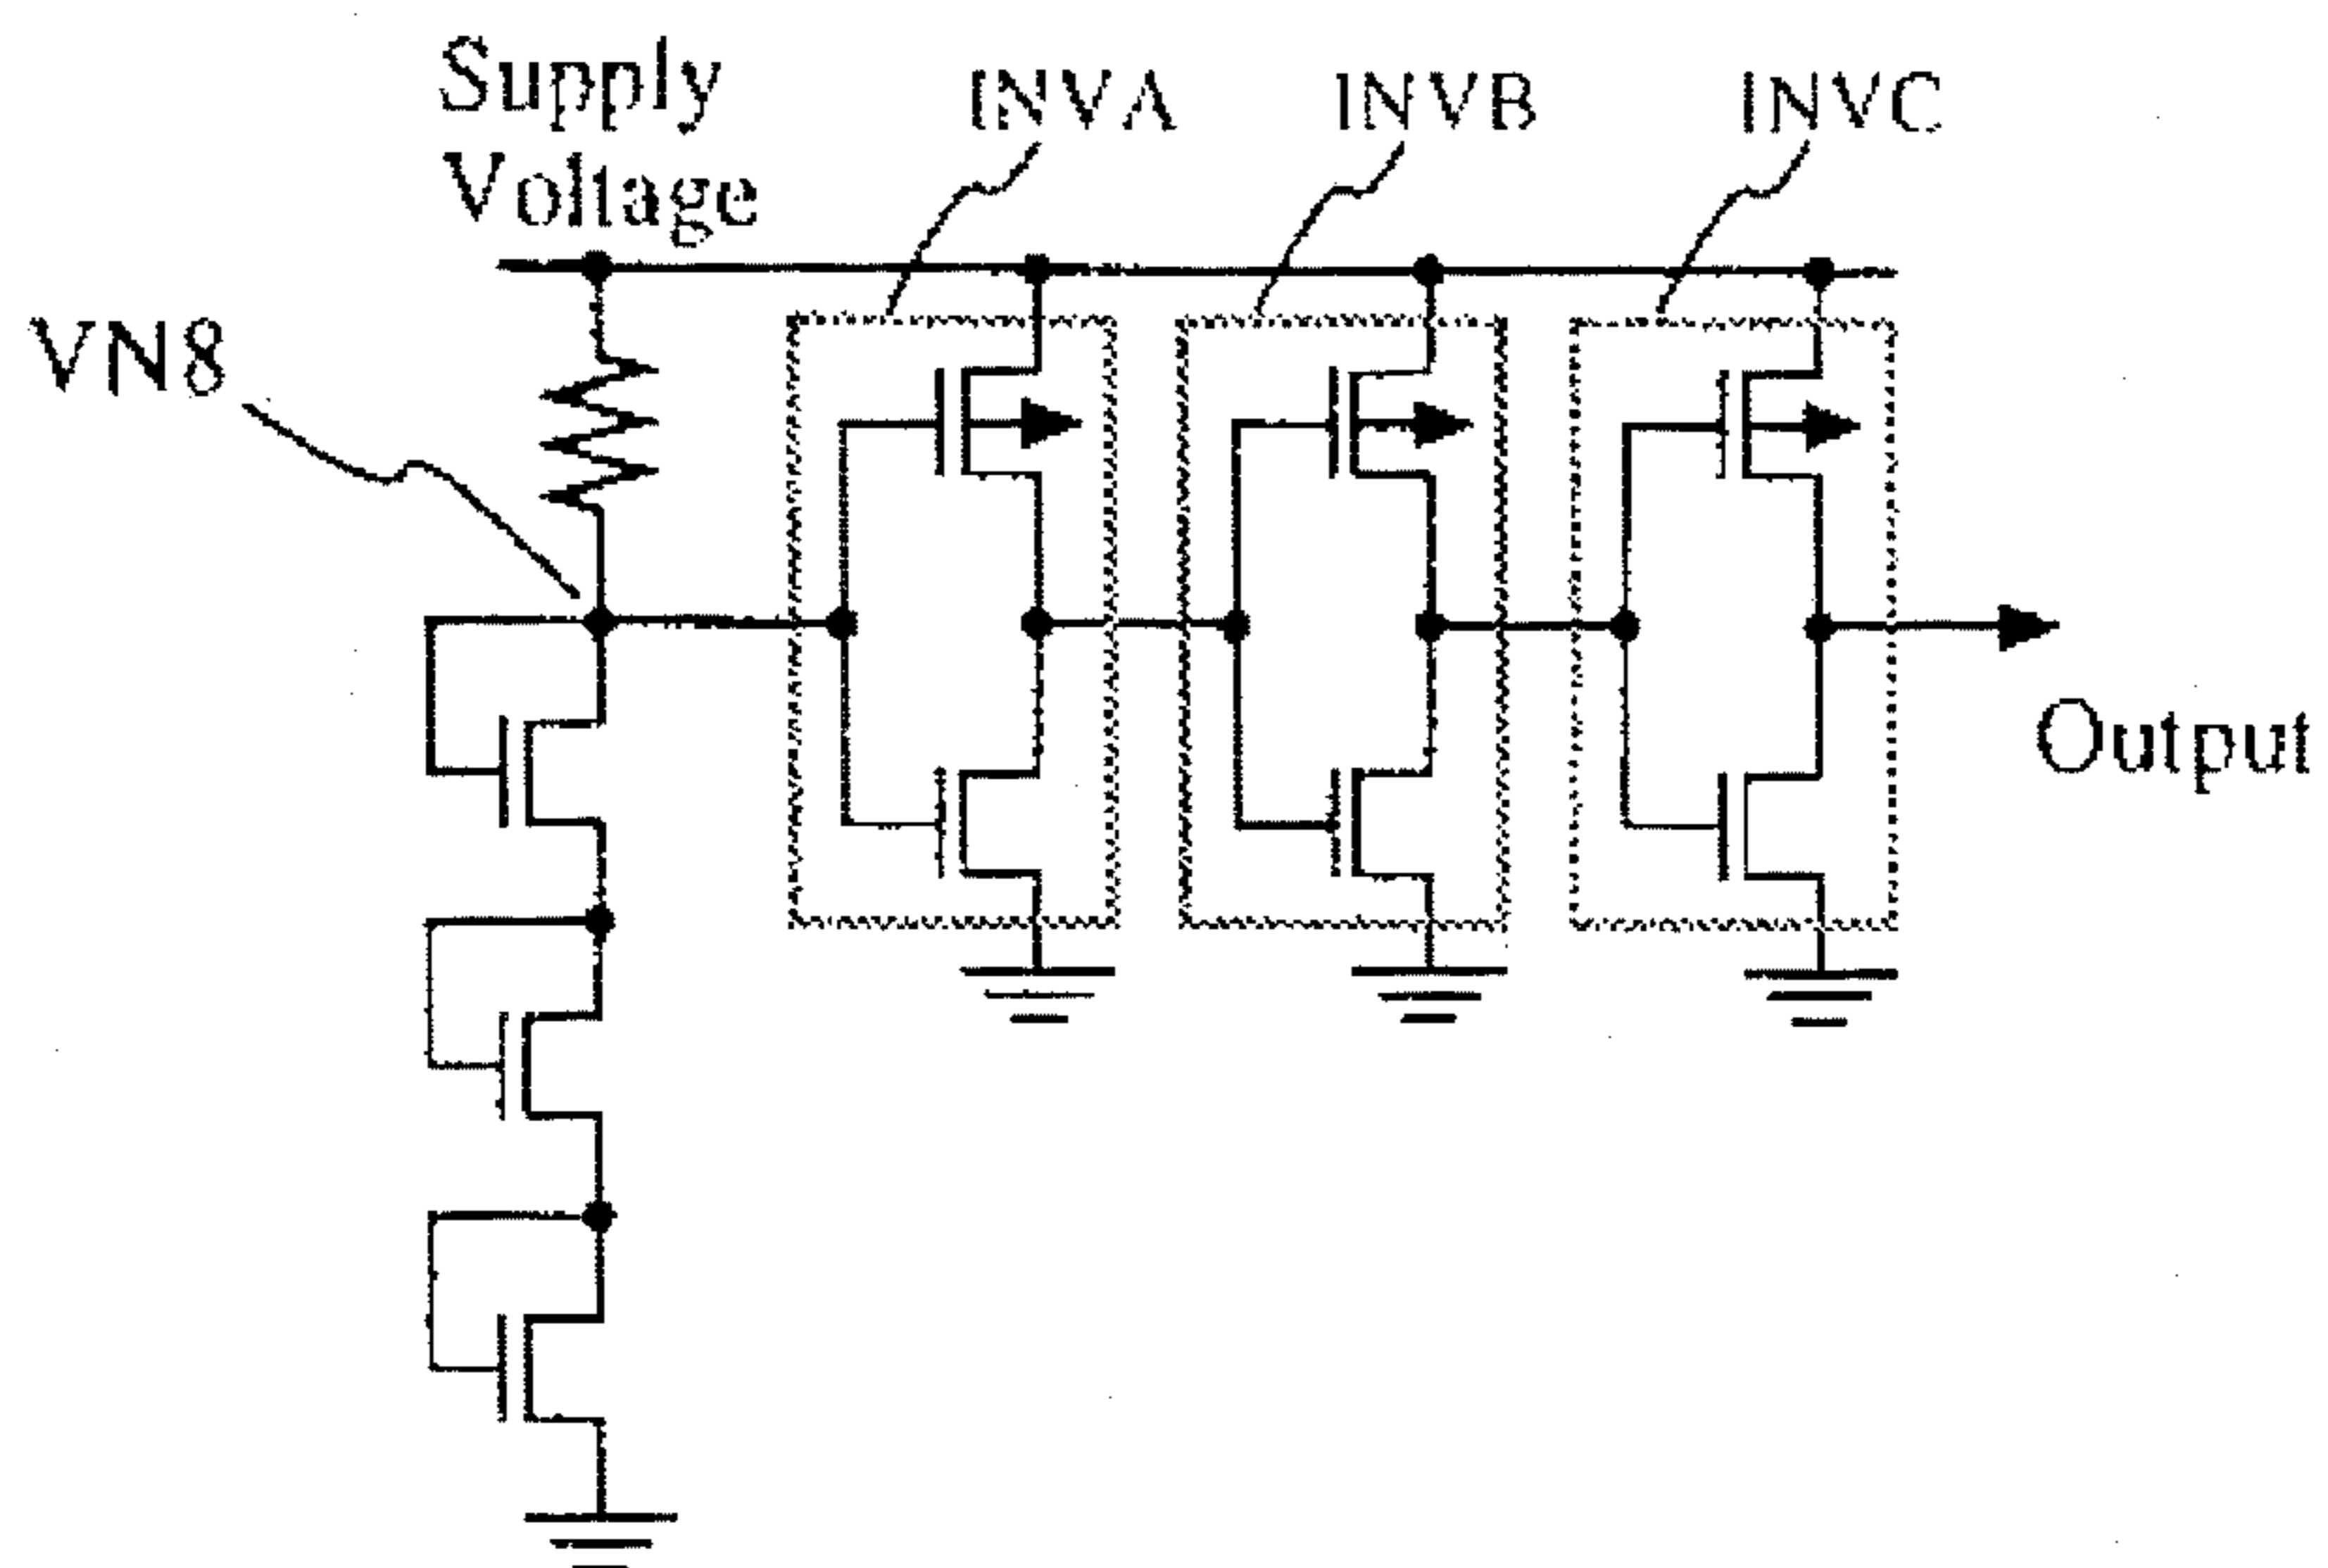 Supply
Voltage
INVA
INVB
INVC
VN8
Output